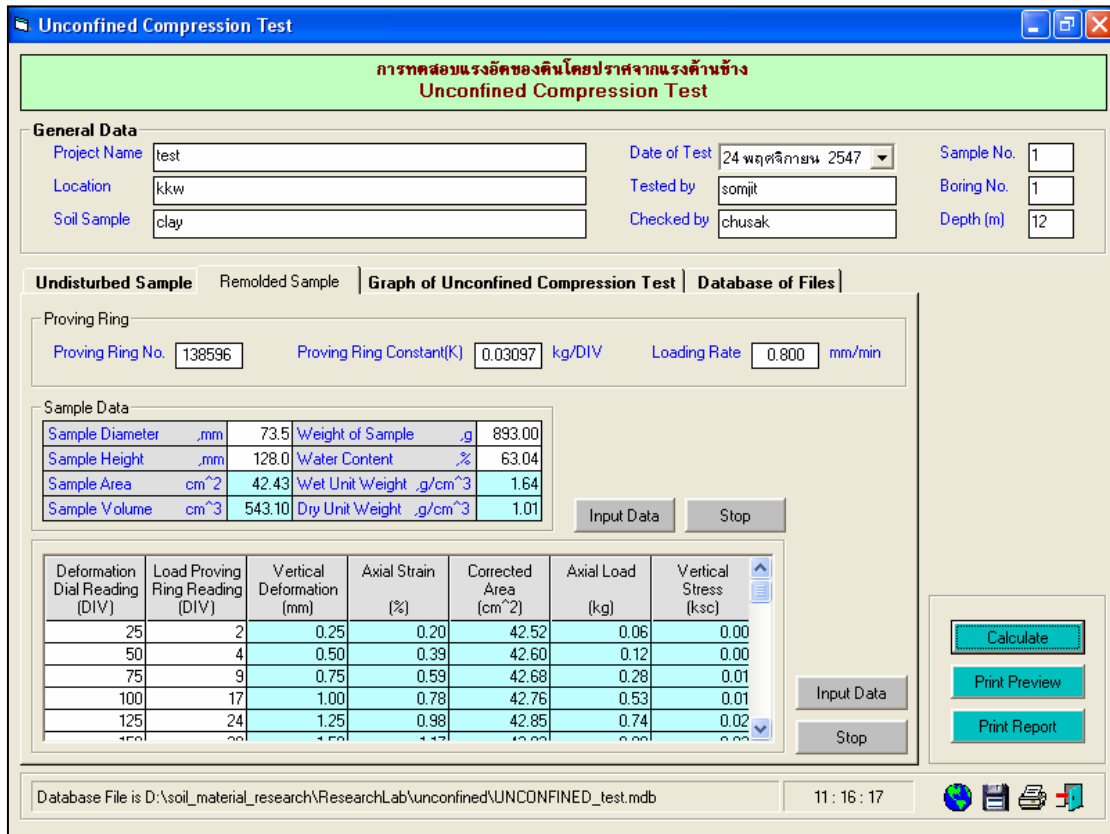 Unconfined Compression Test
การทดสอบแรงอัดของดินโดยปราศจากแรงด้านข้าง
Unconfined Compression Test
General Data
Project Name test Date of Test 24 พฤศจิกายน 2547 Sample No. 1
Location kkw Tested by somjit Boring No. 1
Soil Sample clay Checked by chusak Depth (m) 12
Undisturbed Sample Remolded Sample Graph of Unconfined Compression Test Database of Files
Proving Ring
Proving Ring No. 138596 Proving Ring Constant(K) 0.03097 kg/DIV Loading Rate 0.800 mm/min
Sample Data
Sample Diameter ,mm 73.5 Weight of Sample ,g 893.00
Sample Height ,mm 128.0 Water Content ,% 63.04
Sample Area cm^2 42.43 Wet Unit Weight ,g/cm^3 1.64
Sample Volume cm^3 543.10 Dry Unit Weight ,g/cm^3 1.01
Input Data Stop
Deformation Load Proving Vertical Axial Strain Corrected Axial Load Vertical
Dial Reading Ring Reading Deformation Area Stress
(DIV) (DIV) (mm) (%) (cm^2) (kg) (ksc)
25 2 0.25 0.20 42.52 0.06 0.00
50 4 0.50 0.39 42.60 0.12 0.00
75 9 0.75 0.59 42.68 0.28 0.01
100 17 1.00 0.78 42.76 0.53 0.01
125 24 1.25 0.98 42.85 0.74 0.02
Input Data
Stop
Calculate
Print Preview
Print Report
Database File is D:\soil_material_research\ResearchLab\unconfined\UNCONFINED_test.mdb 11 : 16 : 17